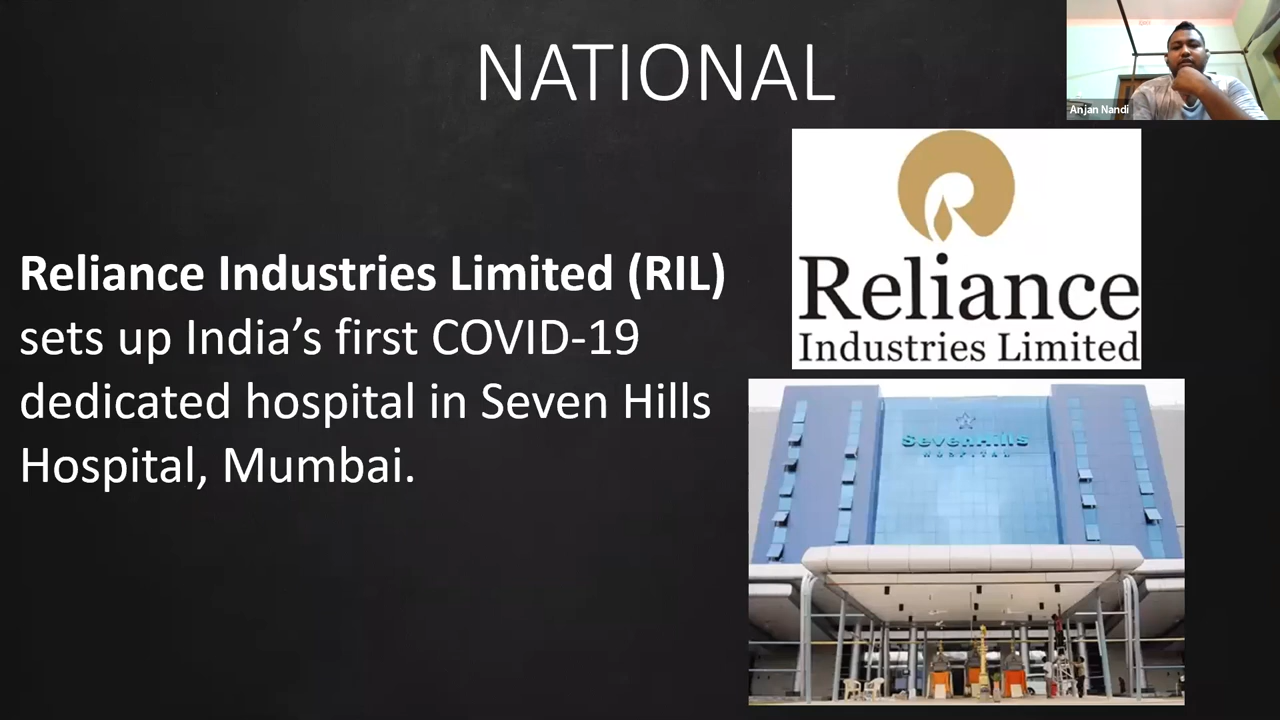 NATIONAL
Anjan Nandi
Reliance
Industries Limited
Reliance Industries Limited (RIL)
sets up India’s first COVID-19
dedicated hospital in Seven Hills
Hospital, Mumbai.
SevenHills
HOSPITAL